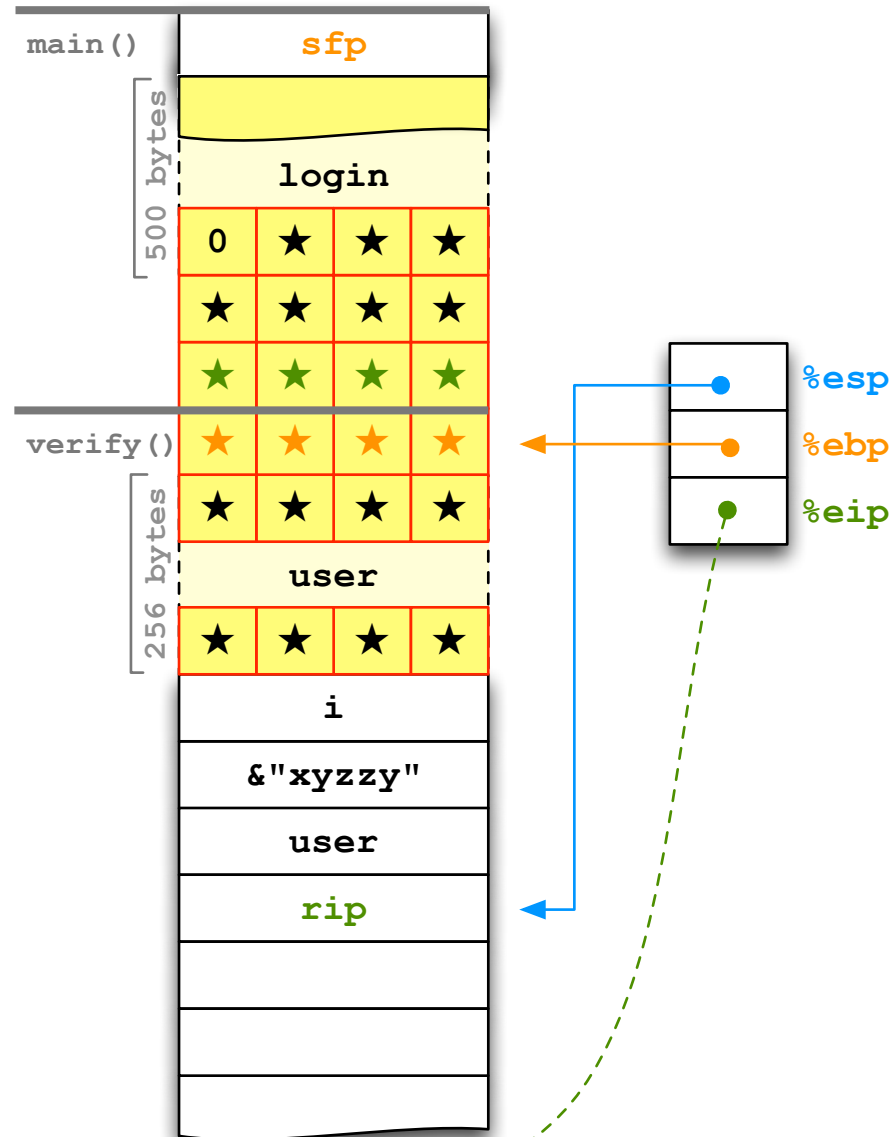 main()
sfp
500 bytes
login
0 ★ ★ ★
★ ★ ★ ★
★ ★ ★ ★
%esp
verify()
★ ★ ★ ★
%ebp
★ ★ ★ ★
%eip
256 bytes
user
★ ★ ★ ★
i
&"xyzzy"
user
rip